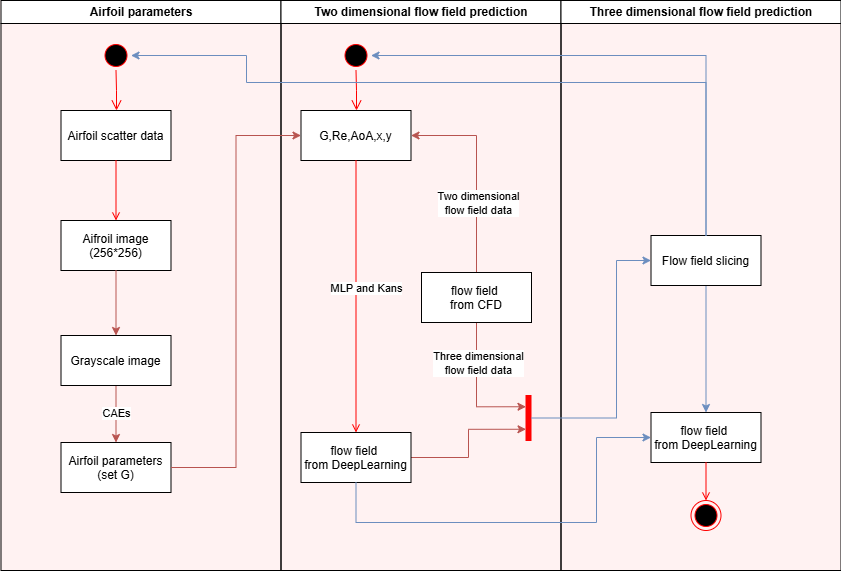 Airfoil parameters
Two dimensional flow field prediction
Three dimensional flow field prediction
Airfoil scatter data
Aifroil image
(256*256)
Grayscale image
CAEs
Airfoil parameters
(set G)
G,Re,AoA,x,y
Two dimensional
flow field data
MLP and Kans
flow field
from CFD
Three dimensional
flow field data
flow field
from DeepLearning
Flow field slicing
flow field
from DeepLearning